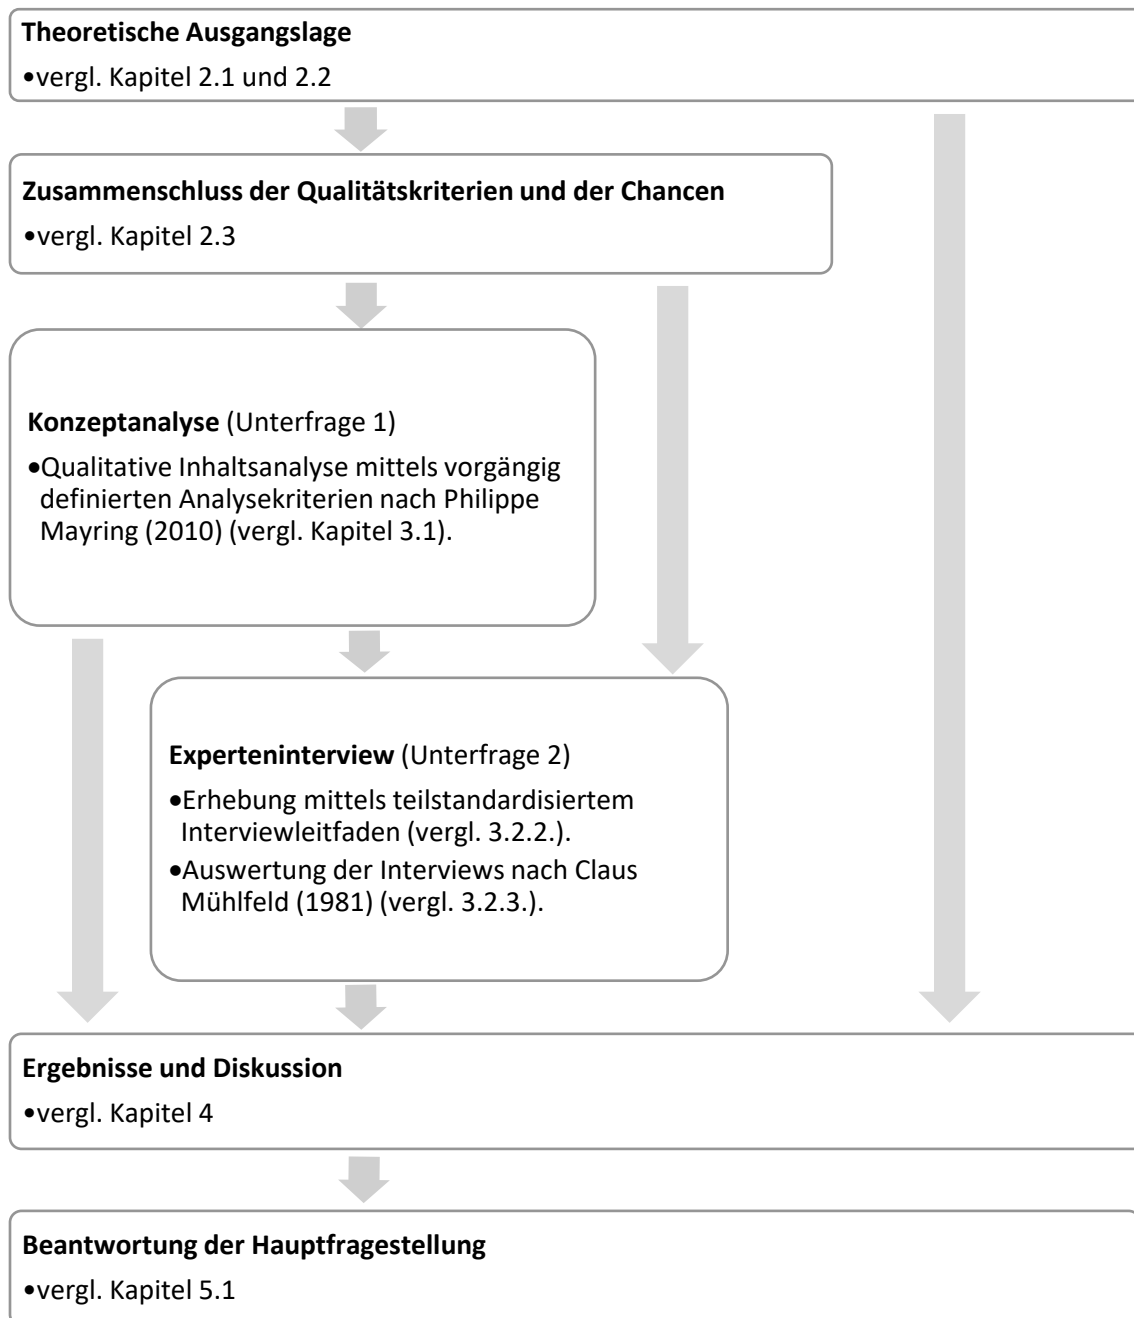 Theoretische Ausgangslage
•vergl. Kapitel 2.1 und 2.2
Zusammenschluss der Qualitätskriterien und der Chancen
•vergl. Kapitel 2.3
Konzeptanalyse (Unterfrage 1)
•Qualitative Inhaltsanalyse mittels vorgängig
definierten Analysekriterien nach Philippe
Mayring (2010) (vergl. Kapitel 3.1).
Experteninterview (Unterfrage 2)
•Erhebung mittels teilstandardisiertem
Interviewleitfaden (vergl. 3.2.2.).
•Auswertung der Interviews nach Claus
Mühlfeld (1981) (vergl. 3.2.3.).
Ergebnisse und Diskussion
•vergl. Kapitel 4
Beantwortung der Hauptfragestellung
•vergl. Kapitel 5.1